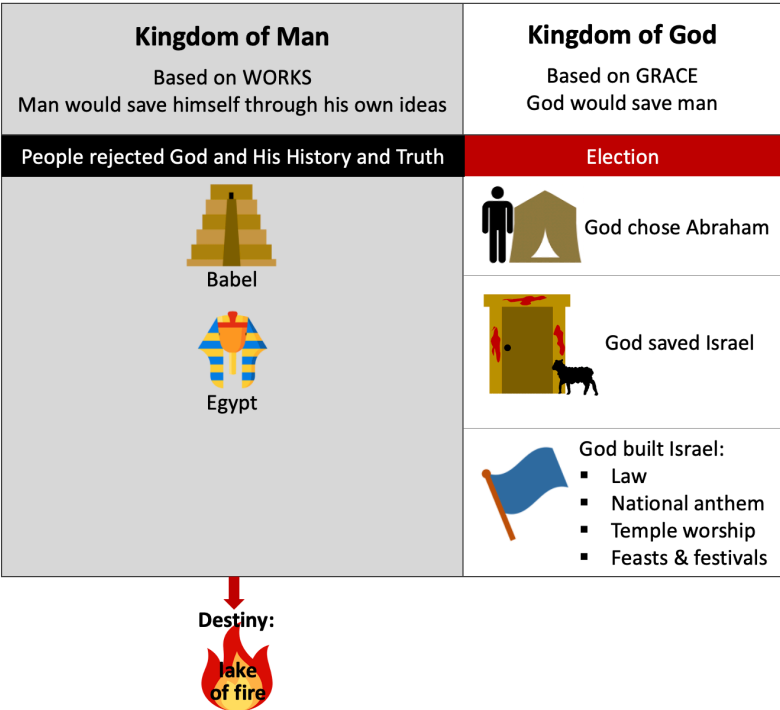 Kingdom of Man
Based on WORKS
Man would save himself through his own ideas
Kingdom of God
Based on GRACE
God would save man
People rejected God and His History and Truth
Election
Babel
Egypt
God chose Abraham
God saved Israel
God built Israel:
▪ Law
▪ National anthem
▪ Temple worship
▪ Feasts & festivals
Destiny:
lake
of fire